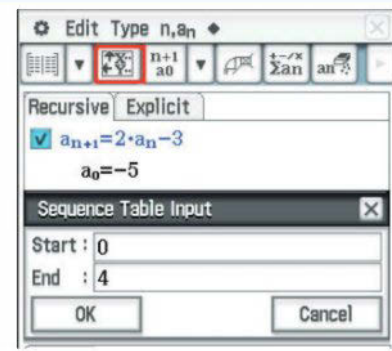 Edit Type n,aₙ ◆
n+1 a0 +-/× Σan an
Recursive Explicit
aₙ₊₁=2·aₙ−3
a₀=−5
Sequence Table Input
Start : 0
End : 4
OK Cancel